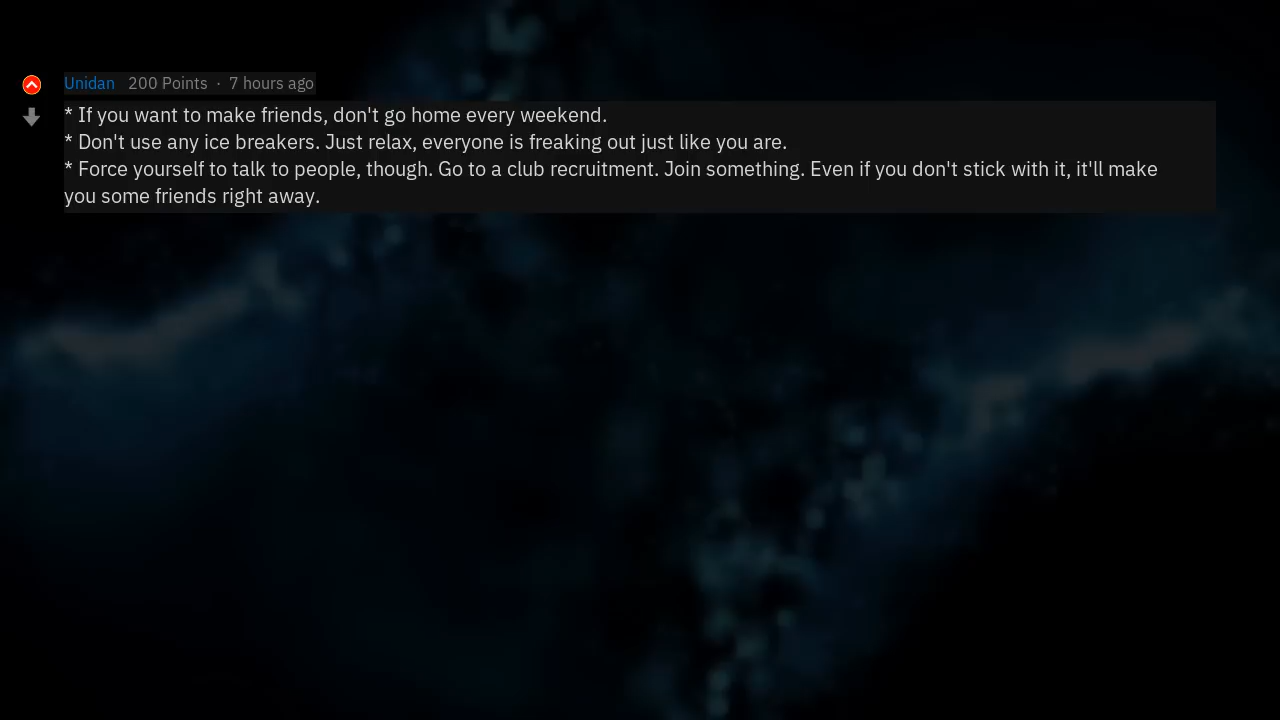 Unidan 200 Points · 7 hours ago
* If you want to make friends, don't go home every weekend.
* Don't use any ice breakers. Just relax, everyone is freaking out just like you are.
* Force yourself to talk to people, though. Go to a club recruitment. Join something. Even if you don't stick with it, it'll make
you some friends right away.